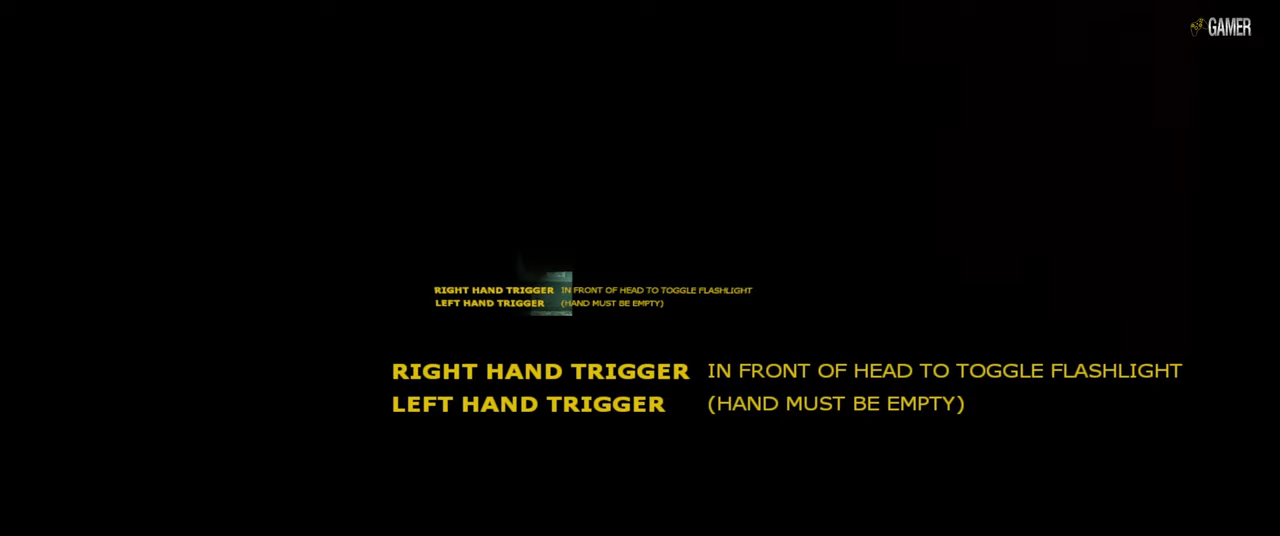 GAMER
RIGHT HAND TRIGGER IN FRONT OF HEAD TO TOGGLE FLASHLIGHT
LEFT HAND TRIGGER (HAND MUST BE EMPTY)
RIGHT HAND TRIGGER IN FRONT OF HEAD TO TOGGLE FLASHLIGHT
LEFT HAND TRIGGER (HAND MUST BE EMPTY)